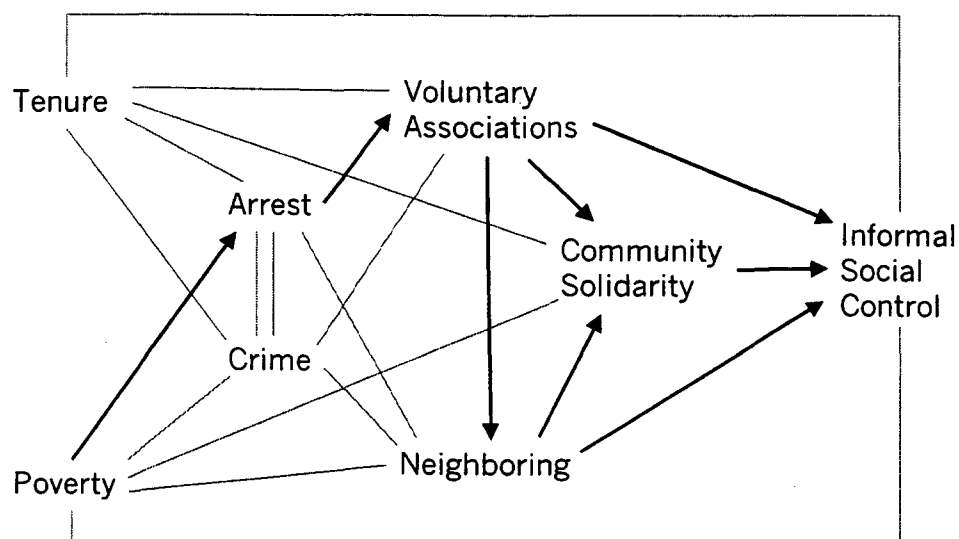 Tenure
Voluntary
Associations
Arrest
Community
Solidarity
Informal
Social
Control
Crime
Neighboring
Poverty